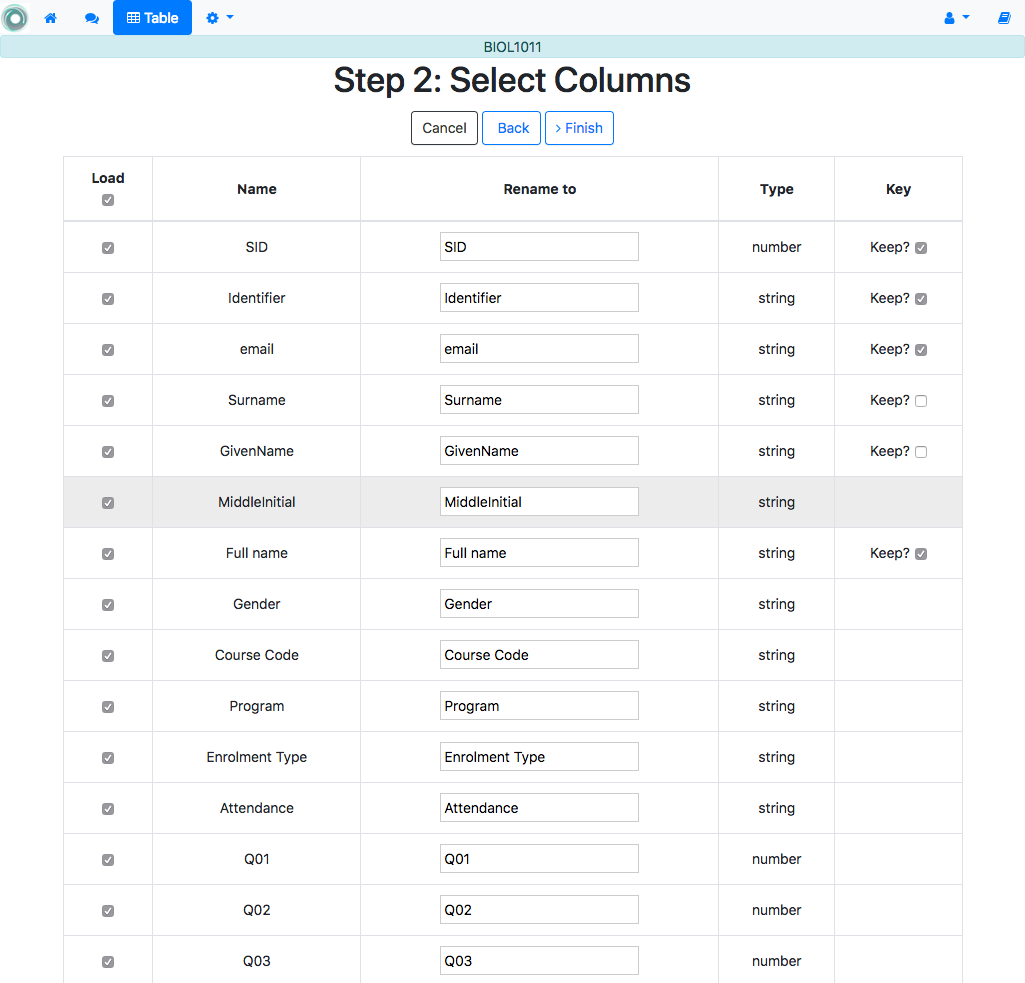 Table
BIOL1011
Step 2: Select Columns
Cancel Back > Finish
Load Name Rename to Type Key
SID SID number Keep?
Identifier Identifier string Keep?
email email string Keep?
Surname Surname string Keep?
GivenName GivenName string Keep?
MiddleInitial MiddleInitial string
Full name Full name string Keep?
Gender Gender string
Course Code Course Code string
Program Program string
Enrolment Type Enrolment Type string
Attendance Attendance string
Q01 Q01 number
Q02 Q02 number
Q03 Q03 number